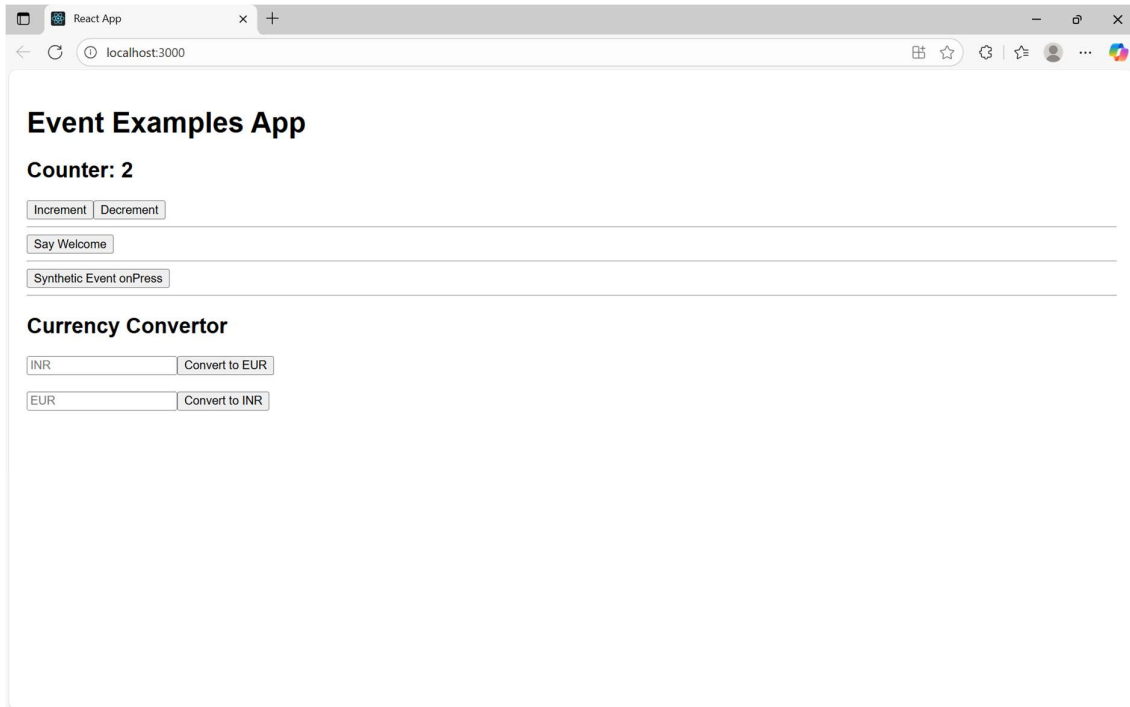 React App
localhost:3000
Event Examples App
Counter: 2
Increment Decrement
Say Welcome
Synthetic Event onPress
Currency Convertor
INR Convert to EUR
EUR Convert to INR